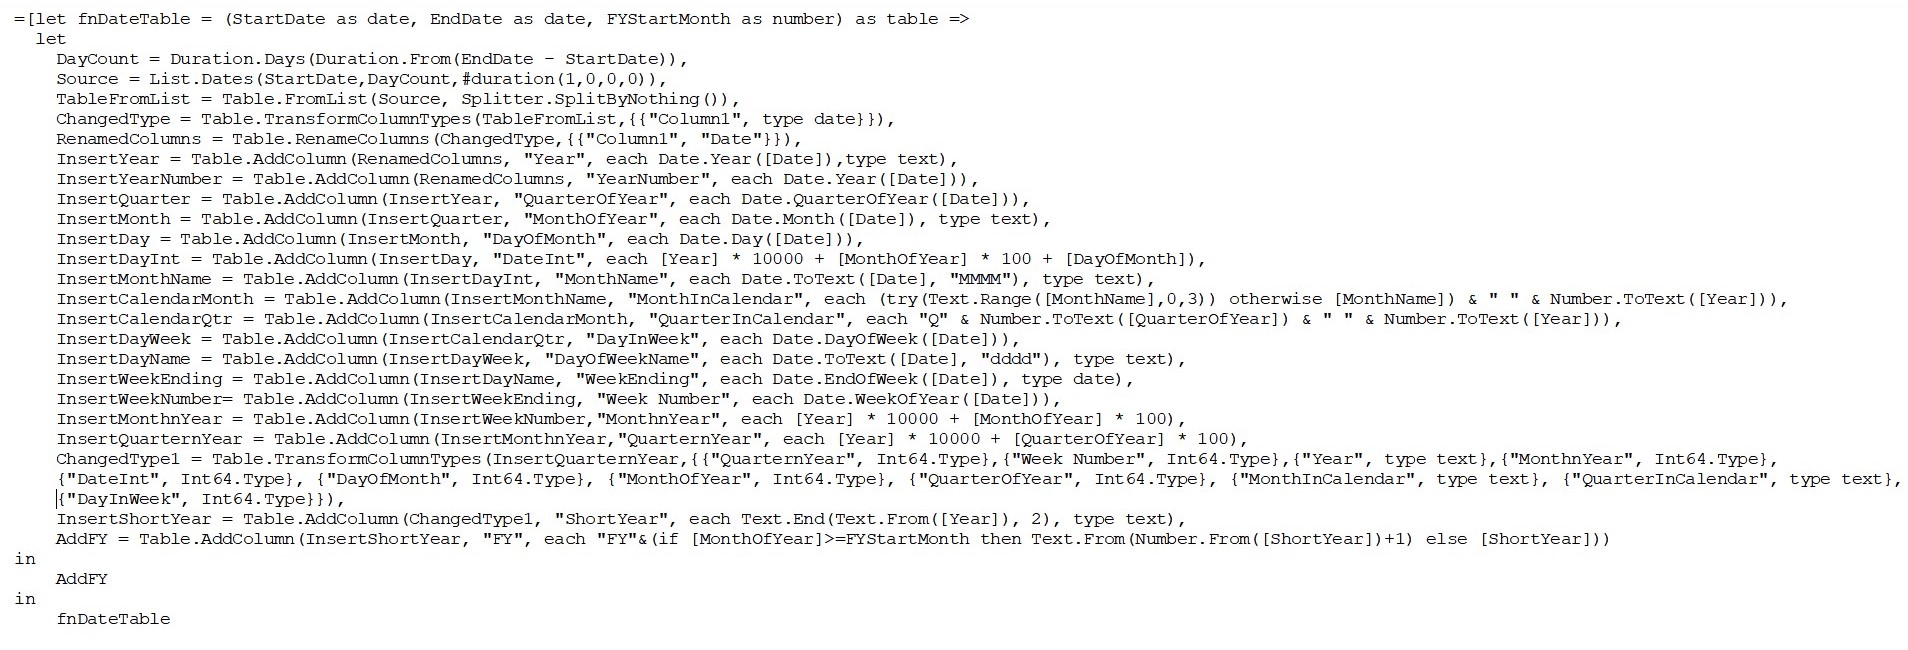 =[let fnDateTable = (StartDate as date, EndDate as date, FYStartMonth as number) as table =>
let
DayCount = Duration.Days(Duration.From(EndDate - StartDate)),
Source = List.Dates(StartDate,DayCount,#duration(1,0,0,0)),
TableFromList = Table.FromList(Source, Splitter.SplitByNothing()),
ChangedType = Table.TransformColumnTypes(TableFromList,{{"Column1", type date}}),
RenamedColumns = Table.RenameColumns(ChangedType,{{"Column1", "Date"}}),
InsertYear = Table.AddColumn(RenamedColumns, "Year", each Date.Year([Date]),type text),
InsertYearNumber = Table.AddColumn(RenamedColumns, "YearNumber", each Date.Year([Date])),
InsertQuarter = Table.AddColumn(InsertYear, "QuarterOfYear", each Date.QuarterOfYear([Date])),
InsertMonth = Table.AddColumn(InsertQuarter, "MonthOfYear", each Date.Month([Date]), type text),
InsertDay = Table.AddColumn(InsertMonth, "DayOfMonth", each Date.Day([Date])),
InsertDayInt = Table.AddColumn(InsertDay, "DateInt", each [Year] * 10000 + [MonthOfYear] * 100 + [DayOfMonth]),
InsertMonthName = Table.AddColumn(InsertDayInt, "MonthName", each Date.ToText([Date], "MMMM"), type text),
InsertCalendarMonth = Table.AddColumn(InsertMonthName, "MonthInCalendar", each (try(Text.Range([MonthName],0,3)) otherwise [MonthName]) & " " & Number.ToText([Year])),
InsertCalendarQtr = Table.AddColumn(InsertCalendarMonth, "QuarterInCalendar", each "Q" & Number.ToText([QuarterOfYear]) & " " & Number.ToText([Year])),
InsertDayWeek = Table.AddColumn(InsertCalendarQtr, "DayInWeek", each Date.DayOfWeek([Date])),
InsertDayName = Table.AddColumn(InsertDayWeek, "DayOfWeekName", each Date.ToText([Date], "dddd"), type text),
InsertWeekEnding = Table.AddColumn(InsertDayName, "WeekEnding", each Date.EndOfWeek([Date]), type date),
InsertWeekNumber= Table.AddColumn(InsertWeekEnding, "Week Number", each Date.WeekOfYear([Date])),
InsertMonthnYear = Table.AddColumn(InsertWeekNumber,"MonthnYear", each [Year] * 10000 + [MonthOfYear] * 100),
InsertQuarternYear = Table.AddColumn(InsertMonthnYear,"QuarternYear", each [Year] * 10000 + [QuarterOfYear] * 100),
ChangedType1 = Table.TransformColumnTypes(InsertQuarternYear,{{"QuarternYear", Int64.Type},{"Week Number", Int64.Type},{"Year", type text},{"MonthnYear", Int64.Type},
{"DateInt", Int64.Type}, {"DayOfMonth", Int64.Type}, {"MonthOfYear", Int64.Type}, {"QuarterOfYear", Int64.Type}, {"MonthInCalendar", type text}, {"QuarterInCalendar", type text},
{"DayInWeek", Int64.Type}}),
InsertShortYear = Table.AddColumn(ChangedType1, "ShortYear", each Text.End(Text.From([Year]), 2), type text),
AddFY = Table.AddColumn(InsertShortYear, "FY", each "FY"&(if [MonthOfYear]>=FYStartMonth then Text.From(Number.From([ShortYear])+1) else [ShortYear]))
in
AddFY
in
fnDateTable